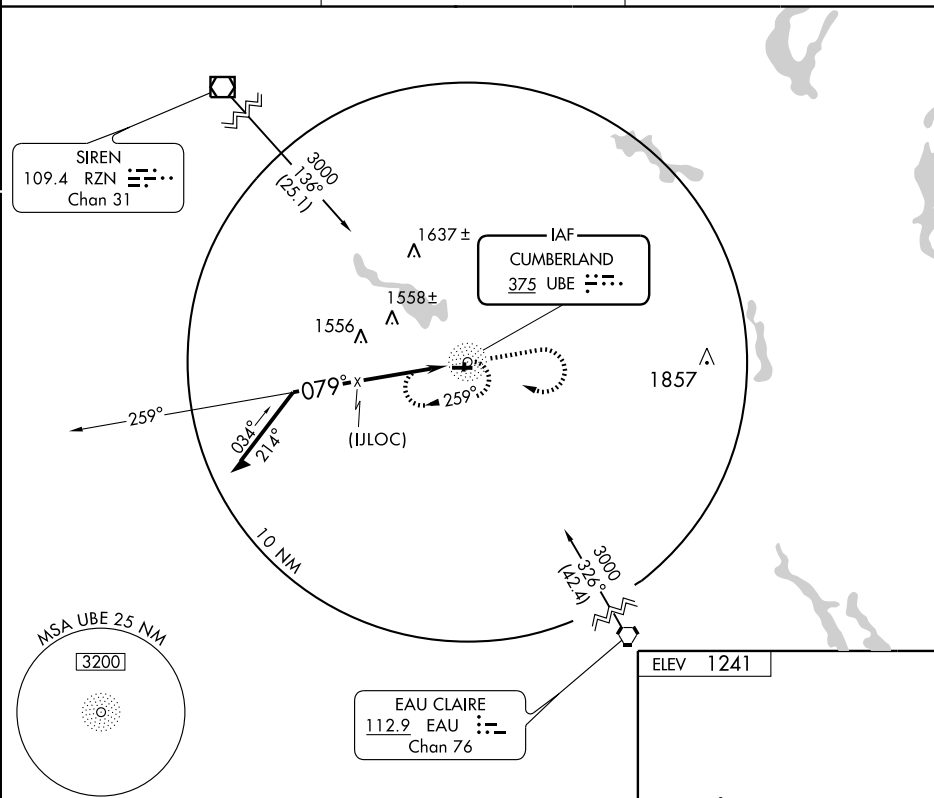 SIREN
109.4 RZN
Chan 31
3000
136°
(25.1)
1637 ±
IAF
CUMBERLAND
375 UBE
1558±
1556
1857
079°
X
259°
259°
034°
214°
(IJLOC)
10 NM
3000
326°
(42.4)
MSA UBE 25 NM
3200
EAU CLAIRE
112.9 EAU
Chan 76
ELEV 1241